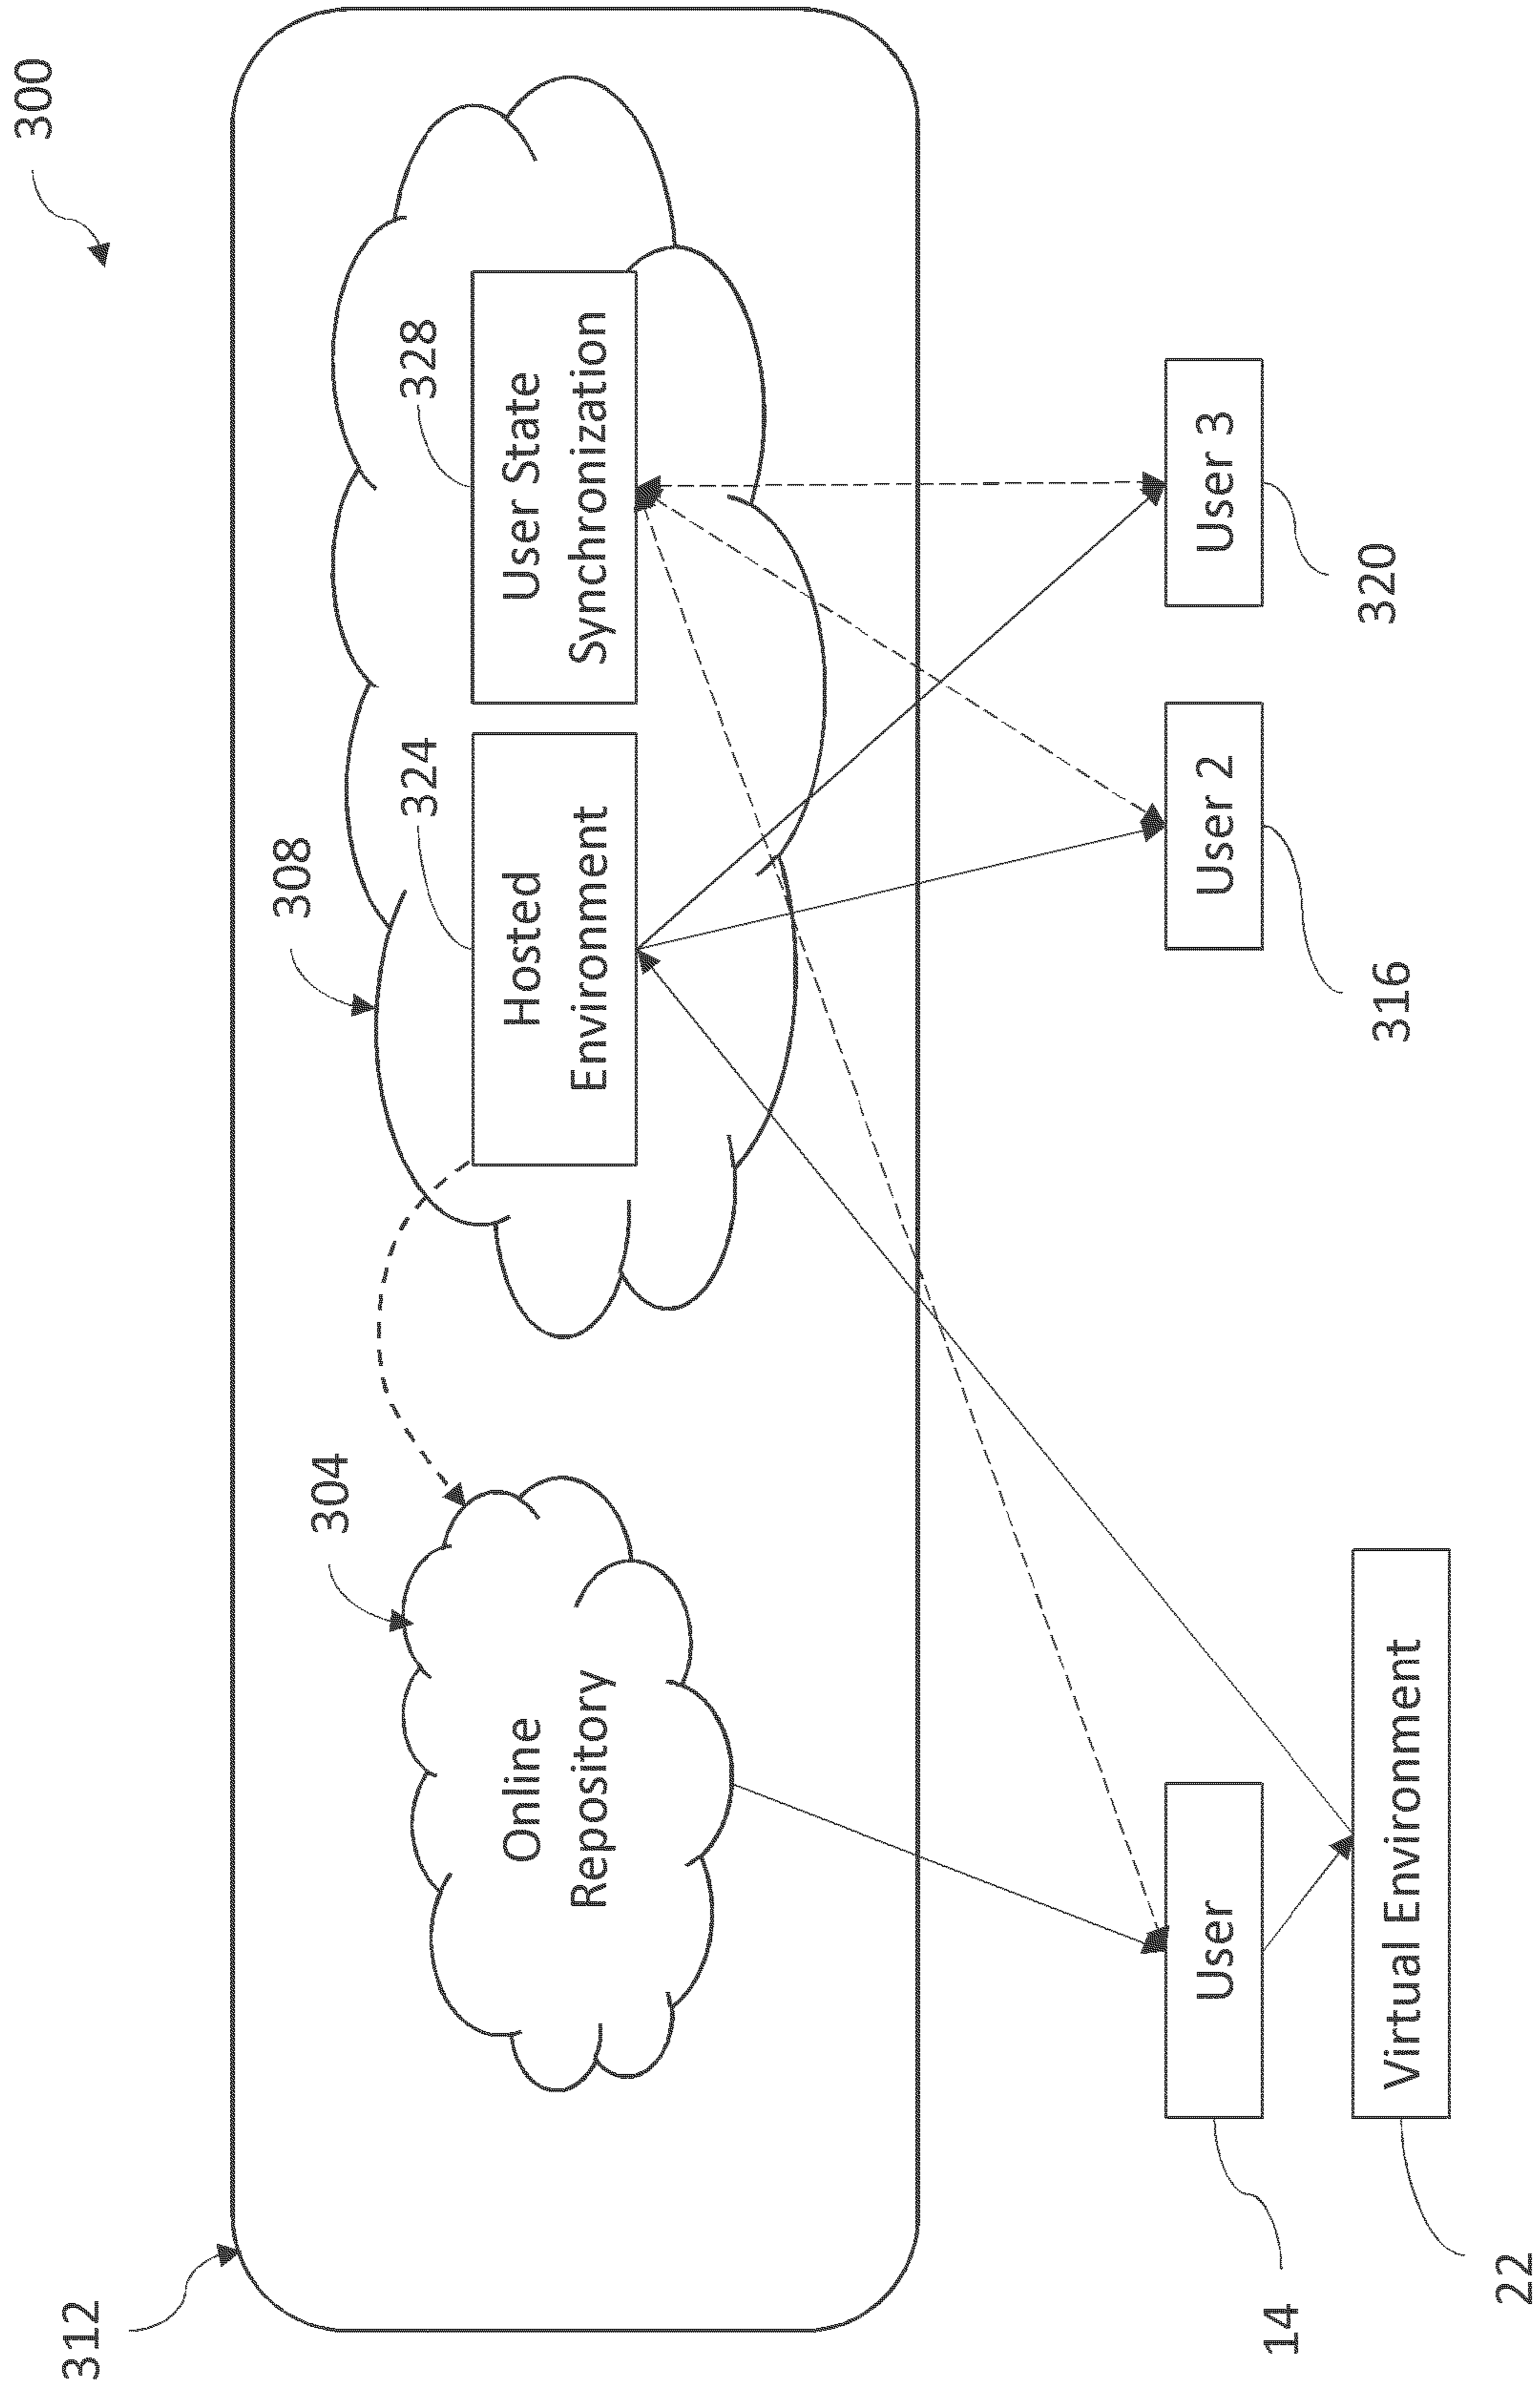 300
312
304
308
324
328
Online
Repository
Hosted
Environment
User State
Synchronization
User
User 2
User 3
14
316
320
Virtual Environment
22